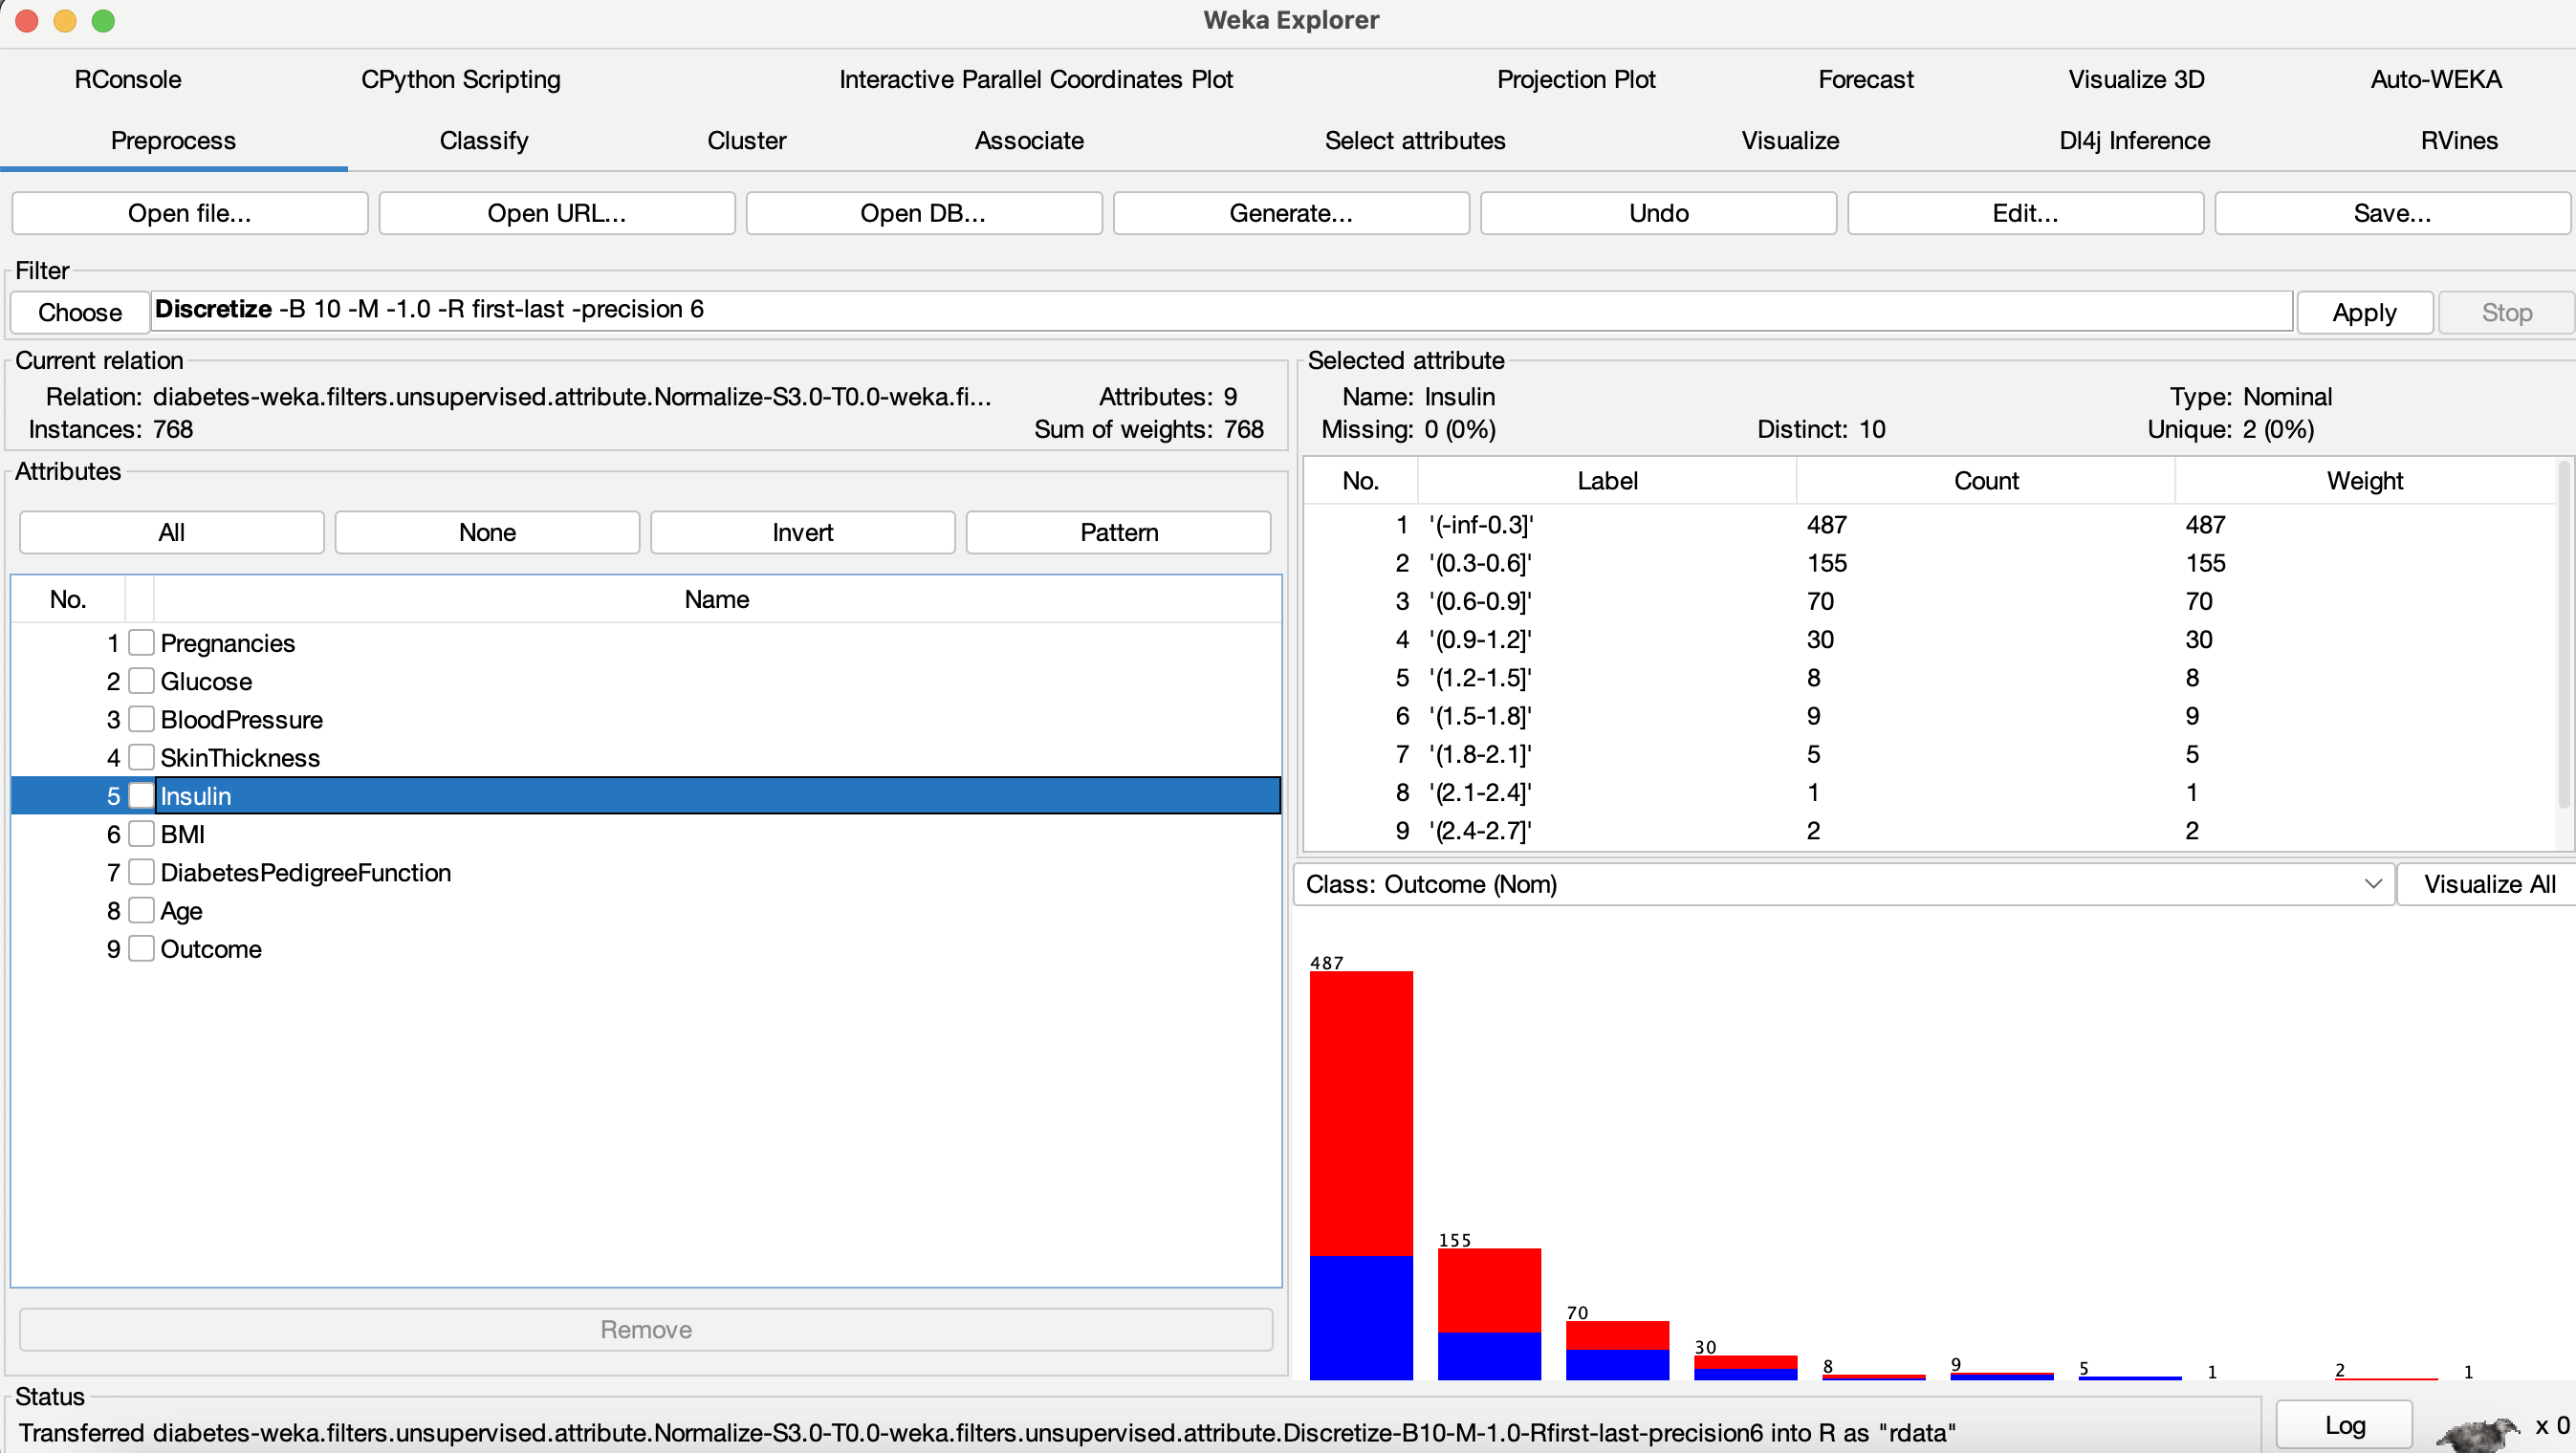 Weka Explorer
RConsole CPython Scripting Interactive Parallel Coordinates Plot Projection Plot Forecast Visualize 3D Auto-WEKA
Preprocess Classify Cluster Associate Select attributes Visualize Dl4j Inference RVines
Open file... Open URL... Open DB... Generate... Undo Edit... Save...
Filter
Choose Discretize -B 10 -M -1.0 -R first-last -precision 6 Apply Stop
Current relation
Relation: diabetes-weka.filters.unsupervised.attribute.Normalize-S3.0-T0.0-weka.fi... Attributes: 9
Instances: 768 Sum of weights: 768
Attributes
All None Invert Pattern
No. Name
1 Pregnancies
2 Glucose
3 BloodPressure
4 SkinThickness
5 Insulin
6 BMI
7 DiabetesPedigreeFunction
8 Age
9 Outcome
Remove
Selected attribute
Name: Insulin Type: Nominal
Missing: 0 (0%) Distinct: 10 Unique: 2 (0%)
No. Label Count Weight
1 '(-inf-0.3]' 487 487
2 '(0.3-0.6]' 155 155
3 '(0.6-0.9]' 70 70
4 '(0.9-1.2]' 30 30
5 '(1.2-1.5]' 8 8
6 '(1.5-1.8]' 9 9
7 '(1.8-2.1]' 5 5
8 '(2.1-2.4]' 1 1
9 '(2.4-2.7]' 2 2
Class: Outcome (Nom) Visualize All
487
155
70
30
8
9
5
1
2
1
Status
Transferred diabetes-weka.filters.unsupervised.attribute.Normalize-S3.0-T0.0-weka.filters.unsupervised.attribute.Discretize-B10-M-1.0-Rfirst-last-precision6 into R as "rdata"
Log x 0